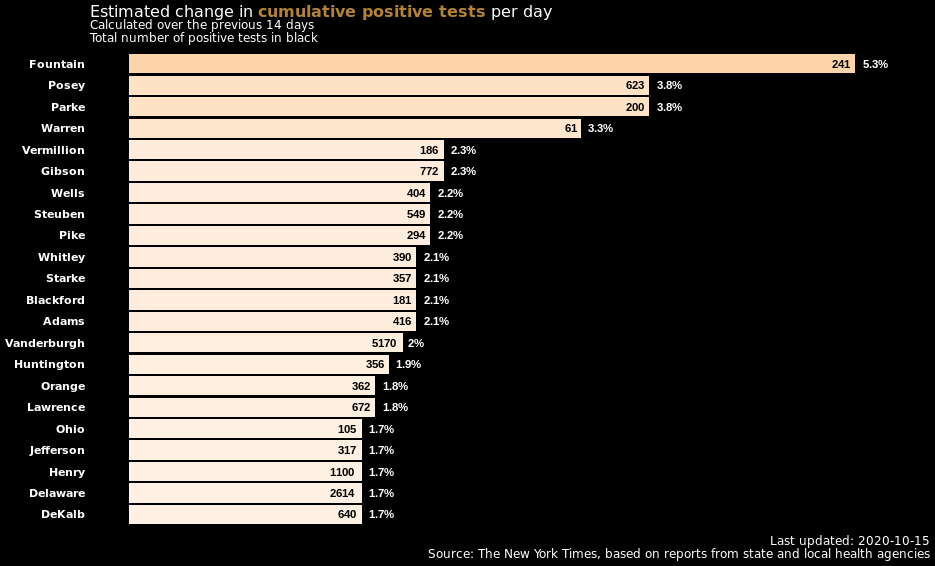 Estimated change in cumulative positive tests per day
Calculated over the previous 14 days
Total number of positive tests in black
Fountain 241 5.3%
Posey 623 3.8%
Parke 200 3.8%
Warren 61 3.3%
Vermillion 186 2.3%
Gibson 772 2.3%
Wells 404 2.2%
Steuben 549 2.2%
Pike 294 2.2%
Whitley 390 2.1%
Starke 357 2.1%
Blackford 181 2.1%
Adams 416 2.1%
Vanderburgh 5170 2%
Huntington 356 1.9%
Orange 362 1.8%
Lawrence 672 1.8%
Ohio 105 1.7%
Jefferson 317 1.7%
Henry 1100 1.7%
Delaware 2614 1.7%
DeKalb 640 1.7%
Last updated: 2020-10-15
Source: The New York Times, based on reports from state and local health agencies